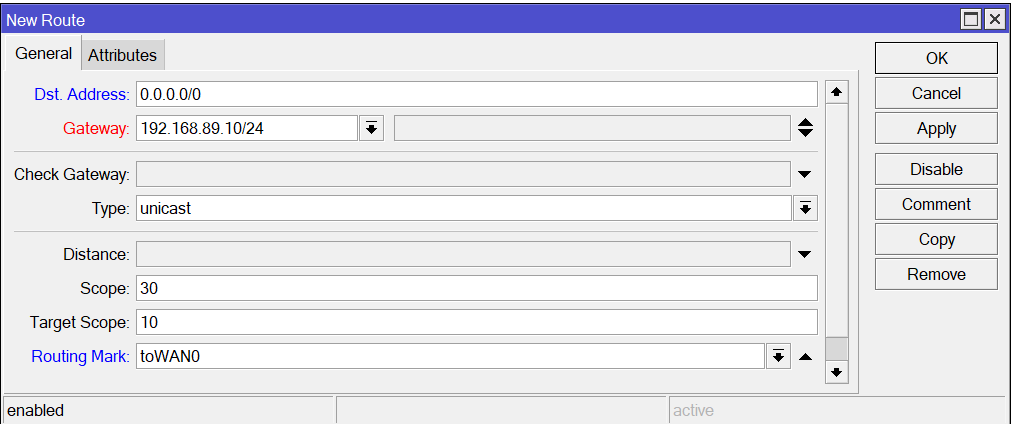 New Route
General Attributes
Dst. Address: 0.0.0.0/0
Gateway: 192.168.89.10/24
Check Gateway:
Type: unicast
Distance:
Scope: 30
Target Scope: 10
Routing Mark: toWAN0
OK
Cancel
Apply
Disable
Comment
Copy
Remove
enabled
active